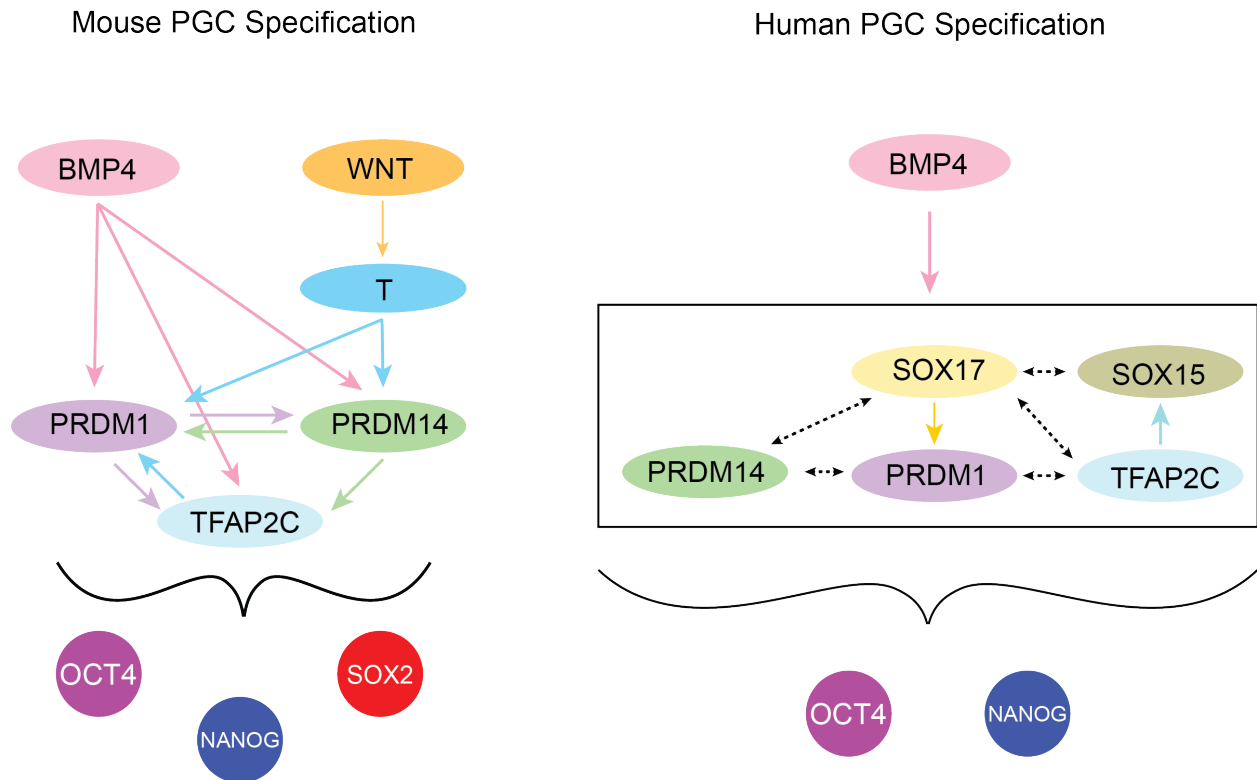 Mouse PGC Specification
BMP4
WNT
T
PRDM1
PRDM14
TFAP2C
OCT4
SOX2
NANOG
Human PGC Specification
BMP4
SOX17
SOX15
PRDM14
PRDM1
TFAP2C
OCT4
NANOG